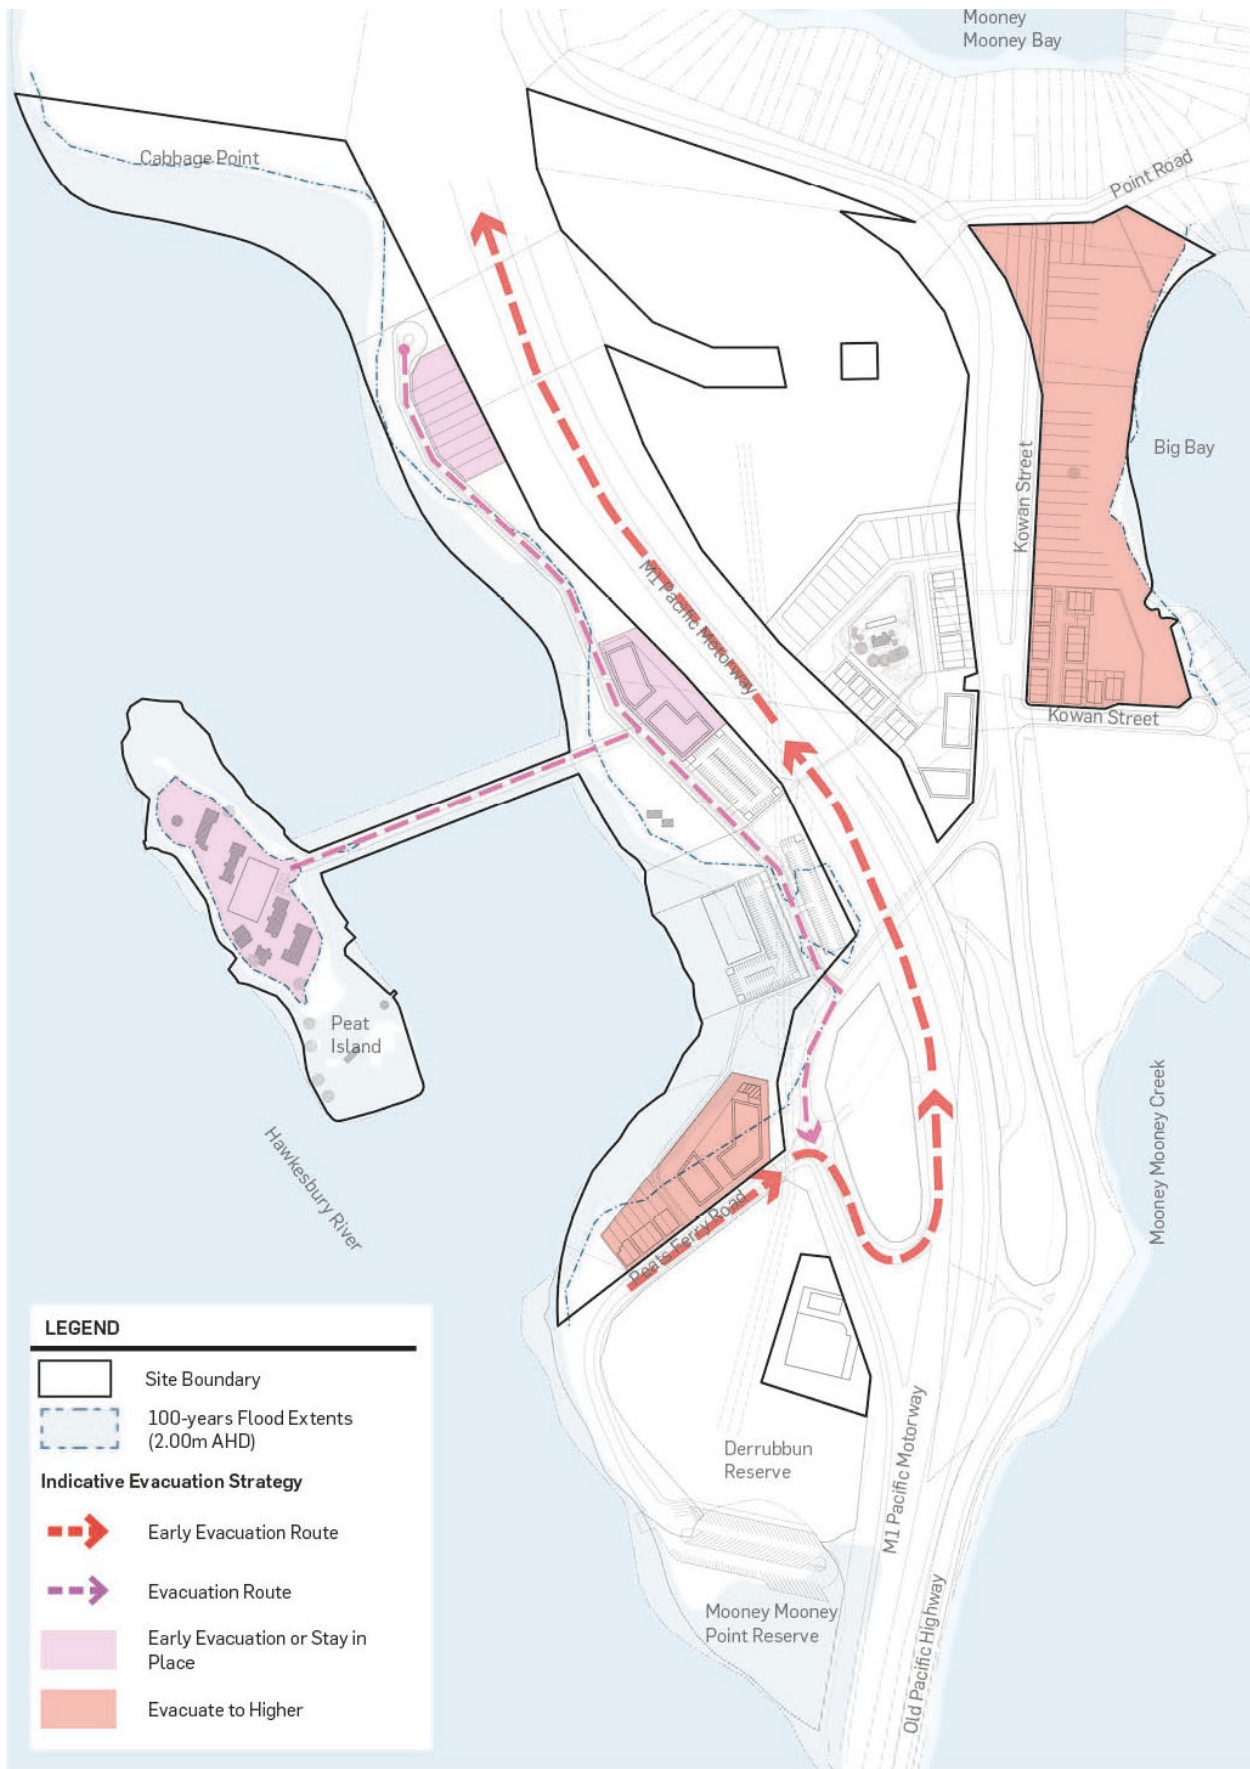 Mooney
Mooney Bay
Cabbage Point
Point Road
Big Bay
Kowan Street
M1 Pacific Motorway
Kowan Street
Peat
Island
Mooney Mooney Creek
Hawkesbury River
Peats Ferry Road
LEGEND
Site Boundary
100-years Flood Extents
(2.00m AHD)
Indicative Evacuation Strategy
Early Evacuation Route
Evacuation Route
Early Evacuation or Stay in
Place
Evacuate to Higher
Derrubbun
Reserve
M1 Pacific Motorway
Mooney Mooney
Point Reserve
Old Pacific Highway